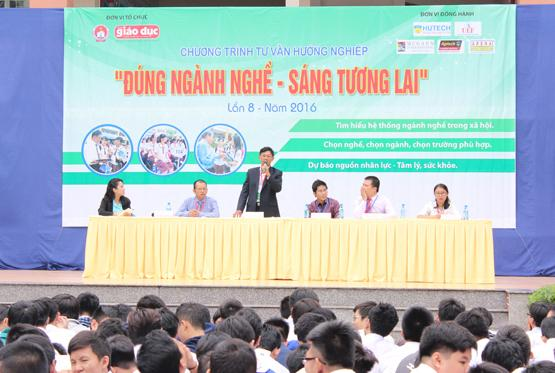 ĐƠN VỊ TỔ CHỨC
giáo dục
ĐƠN VỊ ĐỒNG HÀNH
HUTECH
UEF
CHƯƠNG TRÌNH TƯ VẤN HƯỚNG NGHIỆP
"ĐÚNG NGÀNH NGHỀ - SÁNG TƯƠNG LAI"
Lần 8 - Năm 2016
Tìm hiểu hệ thống ngành nghề trong xã hội.
Chọn nghề, chọn ngành, chọn trường phù hợp.
Dự báo nguồn nhân lực - Tâm lý, sức khỏe.